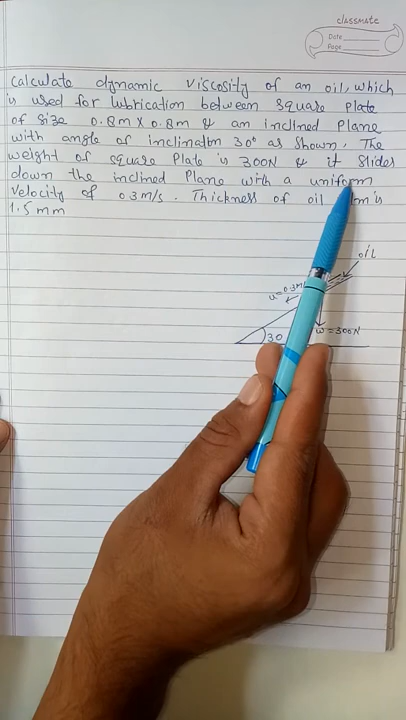 classmate
Date
Page
Calculate dynamic viscosity of an oil, which
is used for lubrication between square plate
of size 0.8m x 0.8m & an inclined plane
with angle of inclination 30° as shown. The
weight of square plate is 300N & it slides
down the inclined plane with a uniform
velocity of 0.3 m/s. Thickness of oil is
1.5 mm
oil
u=0.3m/
30
w=300N